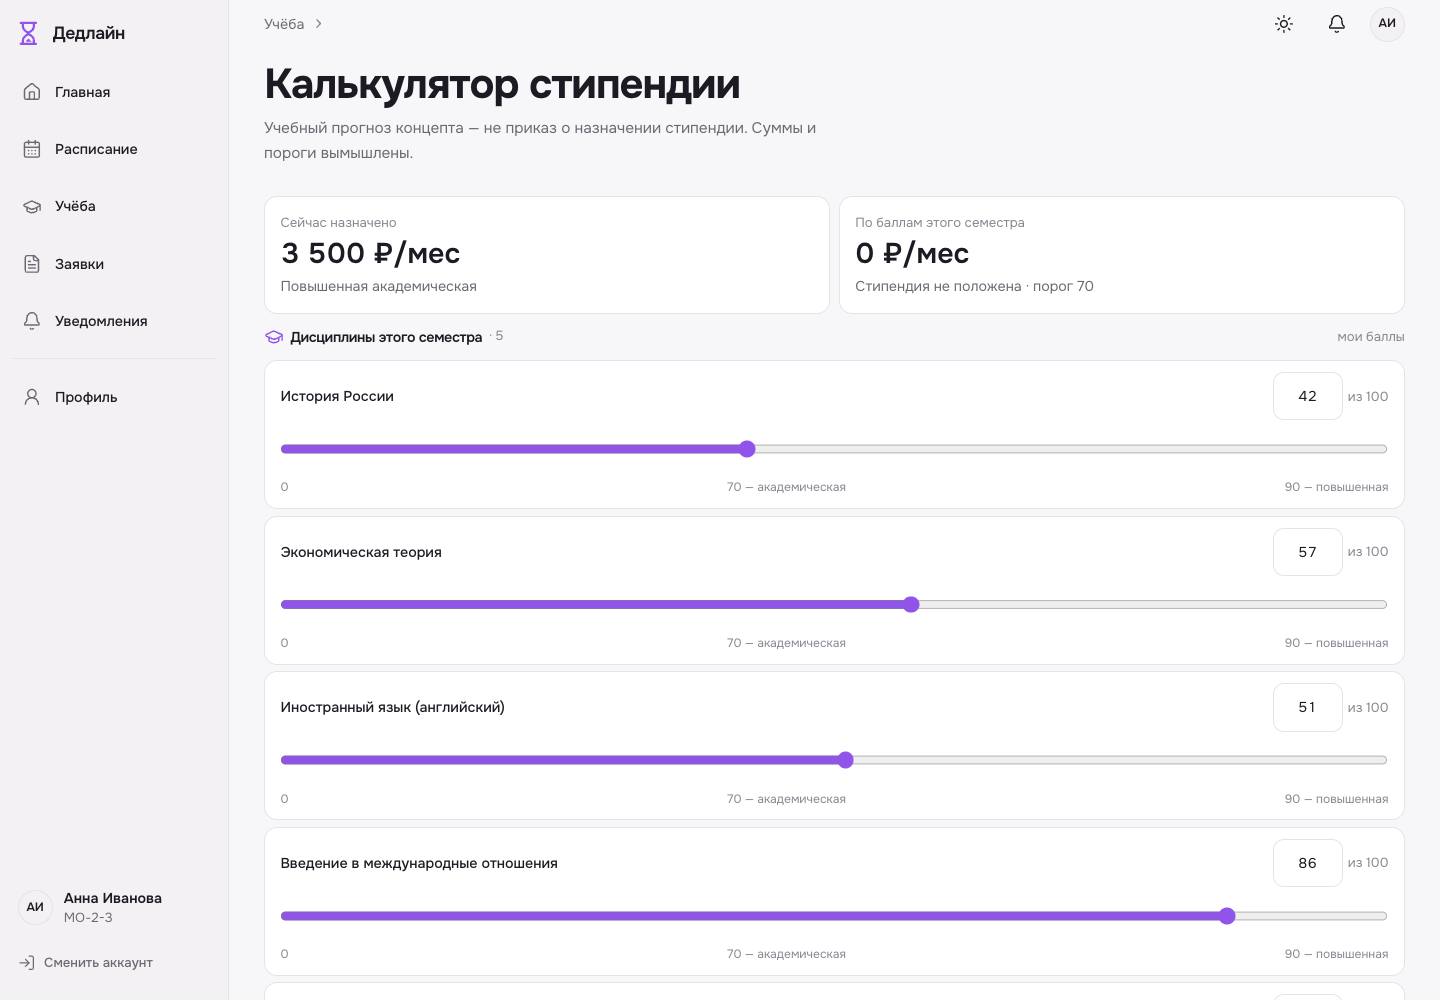 Дедлайн
Главная
Расписание
Учёба
Заявки
Уведомления
Профиль
АИ
Анна Иванова
МО-2-3
Сменить аккаунт
Учёба
АИ
Калькулятор стипендии
Учебный прогноз концепта — не приказ о назначении стипендии. Суммы и
пороги вымышлены.
Сейчас назначено
3 500 ₽/мес
Повышенная академическая
По баллам этого семестра
0 ₽/мес
Стипендия не положена · порог 70
Дисциплины этого семестра · 5
мои баллы
История России
42 из 100
0 70 — академическая 90 — повышенная
Экономическая теория
57 из 100
0 70 — академическая 90 — повышенная
Иностранный язык (английский)
51 из 100
0 70 — академическая 90 — повышенная
Введение в международные отношения
86 из 100
0 70 — академическая 90 — повышенная